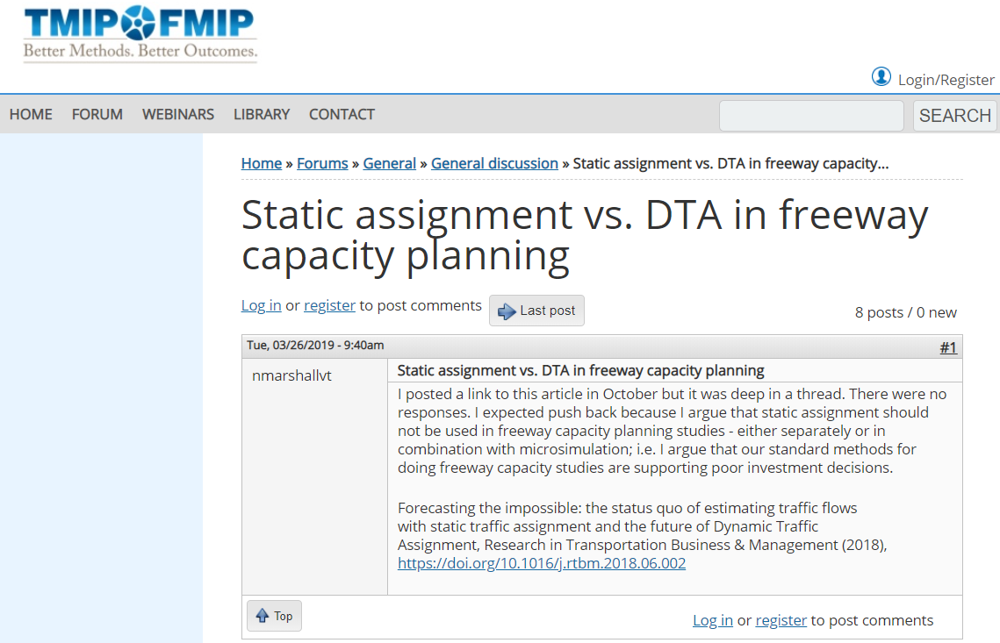 TMIP FMIP
Better Methods. Better Outcomes.
Login/Register
HOME FORUM WEBINARS LIBRARY CONTACT SEARCH
Home » Forums » General » General discussion » Static assignment vs. DTA in freeway capacity...
Static assignment vs. DTA in freeway
capacity planning
Log in or register to post comments Last post 8 posts / 0 new
Tue, 03/26/2019 - 9:40am #1
nmarshallvt
Static assignment vs. DTA in freeway capacity planning
I posted a link to this article in October but it was deep in a thread. There were no
responses. I expected push back because I argue that static assignment should
not be used in freeway capacity planning studies - either separately or in
combination with microsimulation; i.e. I argue that our standard methods for
doing freeway capacity studies are supporting poor investment decisions.
Forecasting the impossible: the status quo of estimating traffic flows
with static traffic assignment and the future of Dynamic Traffic
Assignment, Research in Transportation Business & Management (2018),
https://doi.org/10.1016/j.rtbm.2018.06.002
Top
Log in or register to post comments